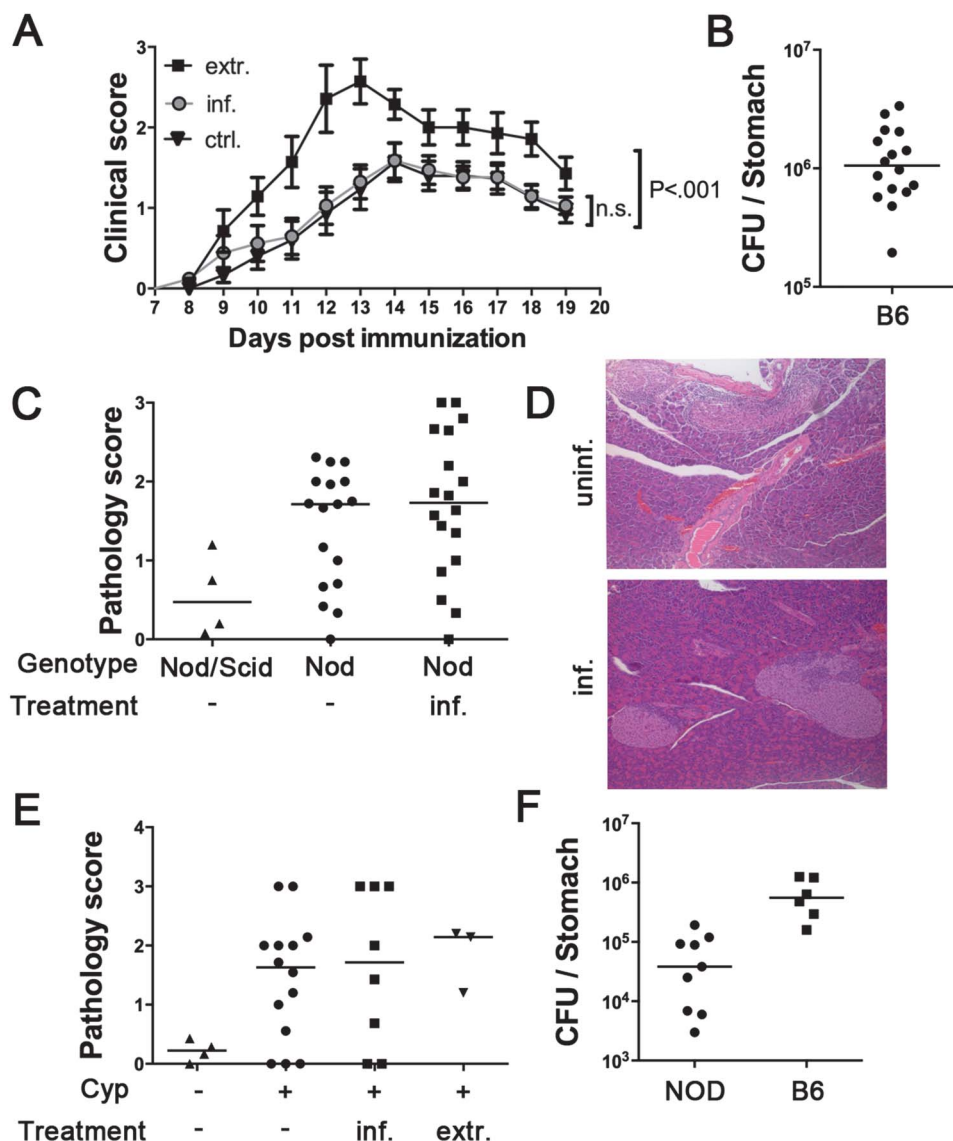 A
Clinical score
3
2
1
0
extr.
inf.
ctrl.
P<.001
n.s.
7 8 9 10 11 12 13 14 15 16 17 18 19 20
Days post immunization
B
CFU / Stomach
10^7
10^6
10^5
B6
C
Pathology score
3
2
1
0
Genotype Nod/Scid Nod Nod
Treatment - - inf.
D
uninf.
inf.
E
Pathology score
4
3
2
1
0
Cyp - + + +
Treatment - - inf. extr.
F
CFU / Stomach
10^7
10^6
10^5
10^4
10^3
NOD B6